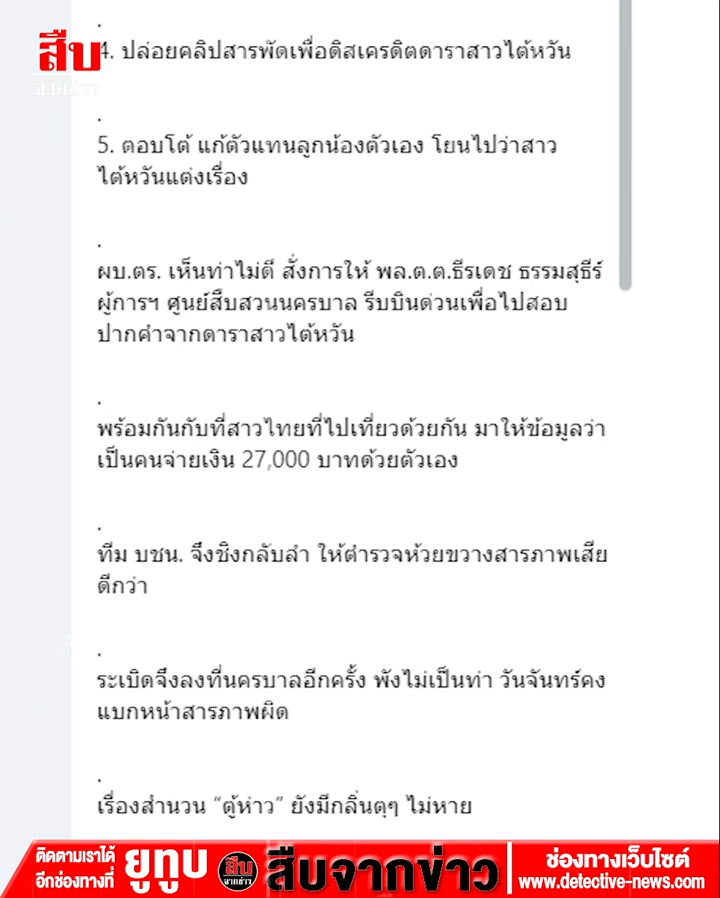 สืบ
จากข่าว
.
4. ปล่อยคลิปสารพัดเพื่อดิสเครดิตดาราสาวไต้หวัน
.
5. ตอบโต้ แก้ตัวแทนลูกน้องตัวเอง โยนไปว่าสาว
ไต้หวันแต่งเรื่อง
.
ผบ.ตร. เห็นท่าไม่ดี สั่งการให้ พล.ต.ต.ธีรเดช ธรรมสุธีร์
ผู้การฯ ศูนย์สืบสวนนครบาล รีบบินด่วนเพื่อไปสอบ
ปากคำจากดาราสาวไต้หวัน
.
พร้อมกันกับที่สาวไทยที่ไปเที่ยวด้วยกัน มาให้ข้อมูลว่า
เป็นคนจ่ายเงิน 27,000 บาทด้วยตัวเอง
.
ทีม บชน. จึงชิงกลับลำ ให้ตำรวจห้วยขวางสารภาพเสีย
ดีกว่า
.
ระเบิดจึงลงที่นครบาลอีกครั้ง พังไม่เป็นท่า วันจันทร์คง
แบกหน้าสารภาพผิด
.
เรื่องสำนวน “ตู้ห่าว” ยังมีกลิ่นตุๆ ไม่หาย
ติดตามเราได้
อีกช่องทางที่
ยูทูบ
สืบ
จากข่าว
สืบจากข่าว
ช่องทางเว็บไซต์
www.detective-news.com